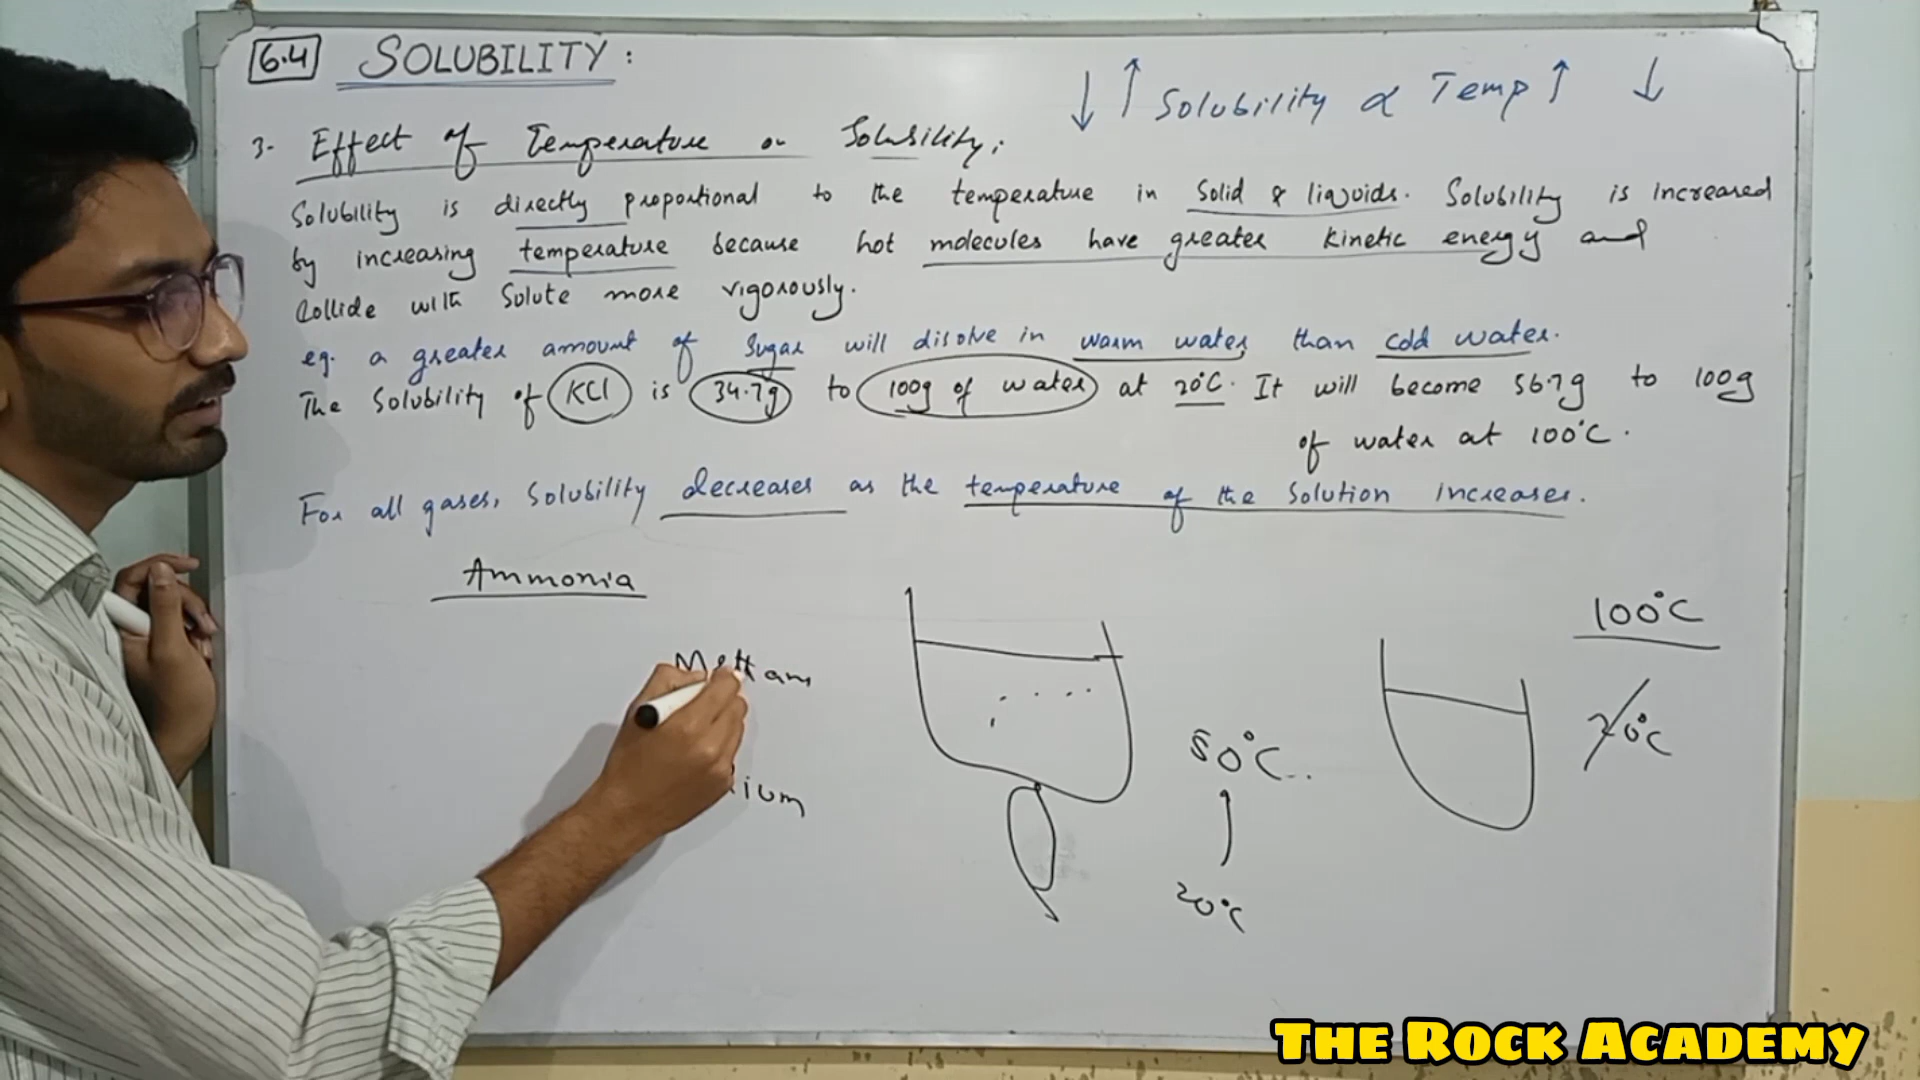 6.4 SOLUBILITY :
↓ ↑ Solubility ∝ Temp ↑ ↓
3. Effect of Temperature on Solubility:
Solubility is directly proportional to the temperature in Solid & liquids. Solubility is increased
by increasing temperature because hot molecules have greater kinetic energy and
Collide with Solute more vigorously.
eg. a greater amount of Sugar will disolve in warm water than cold water.
The Solubility of KCl is 34.7g to 100g of water at 20°C. It will become 56.7g to 100g
of water at 100°C.
For all gases, Solubility decreases as the temperature of the Solution increases.
Ammonia
100°C
20°C
50°C
20°C
THE ROCK ACADEMY